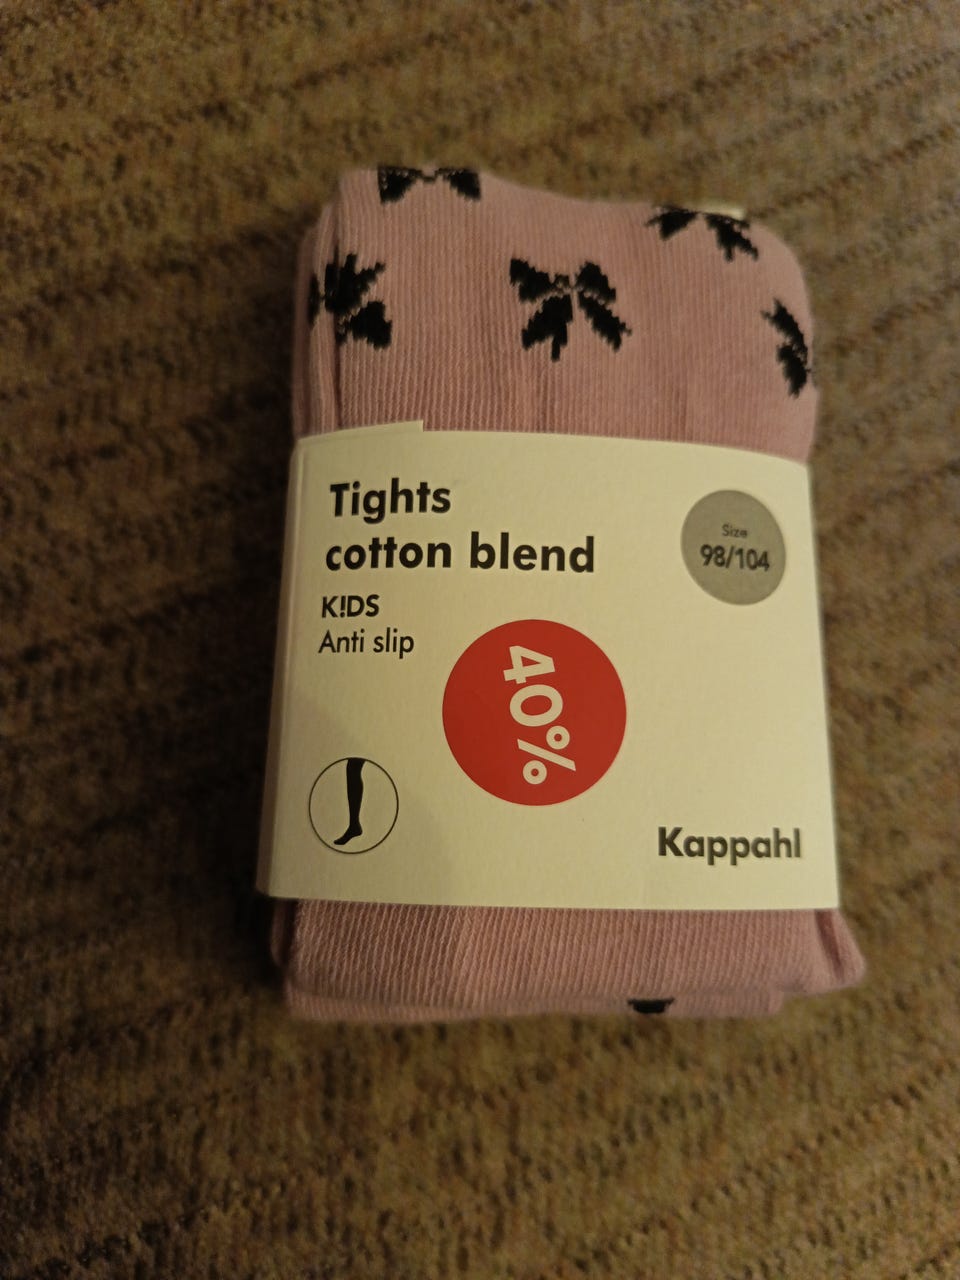 Tights
cotton blend
K!DS
Anti slip
Size
98/104
40%
Kappahl